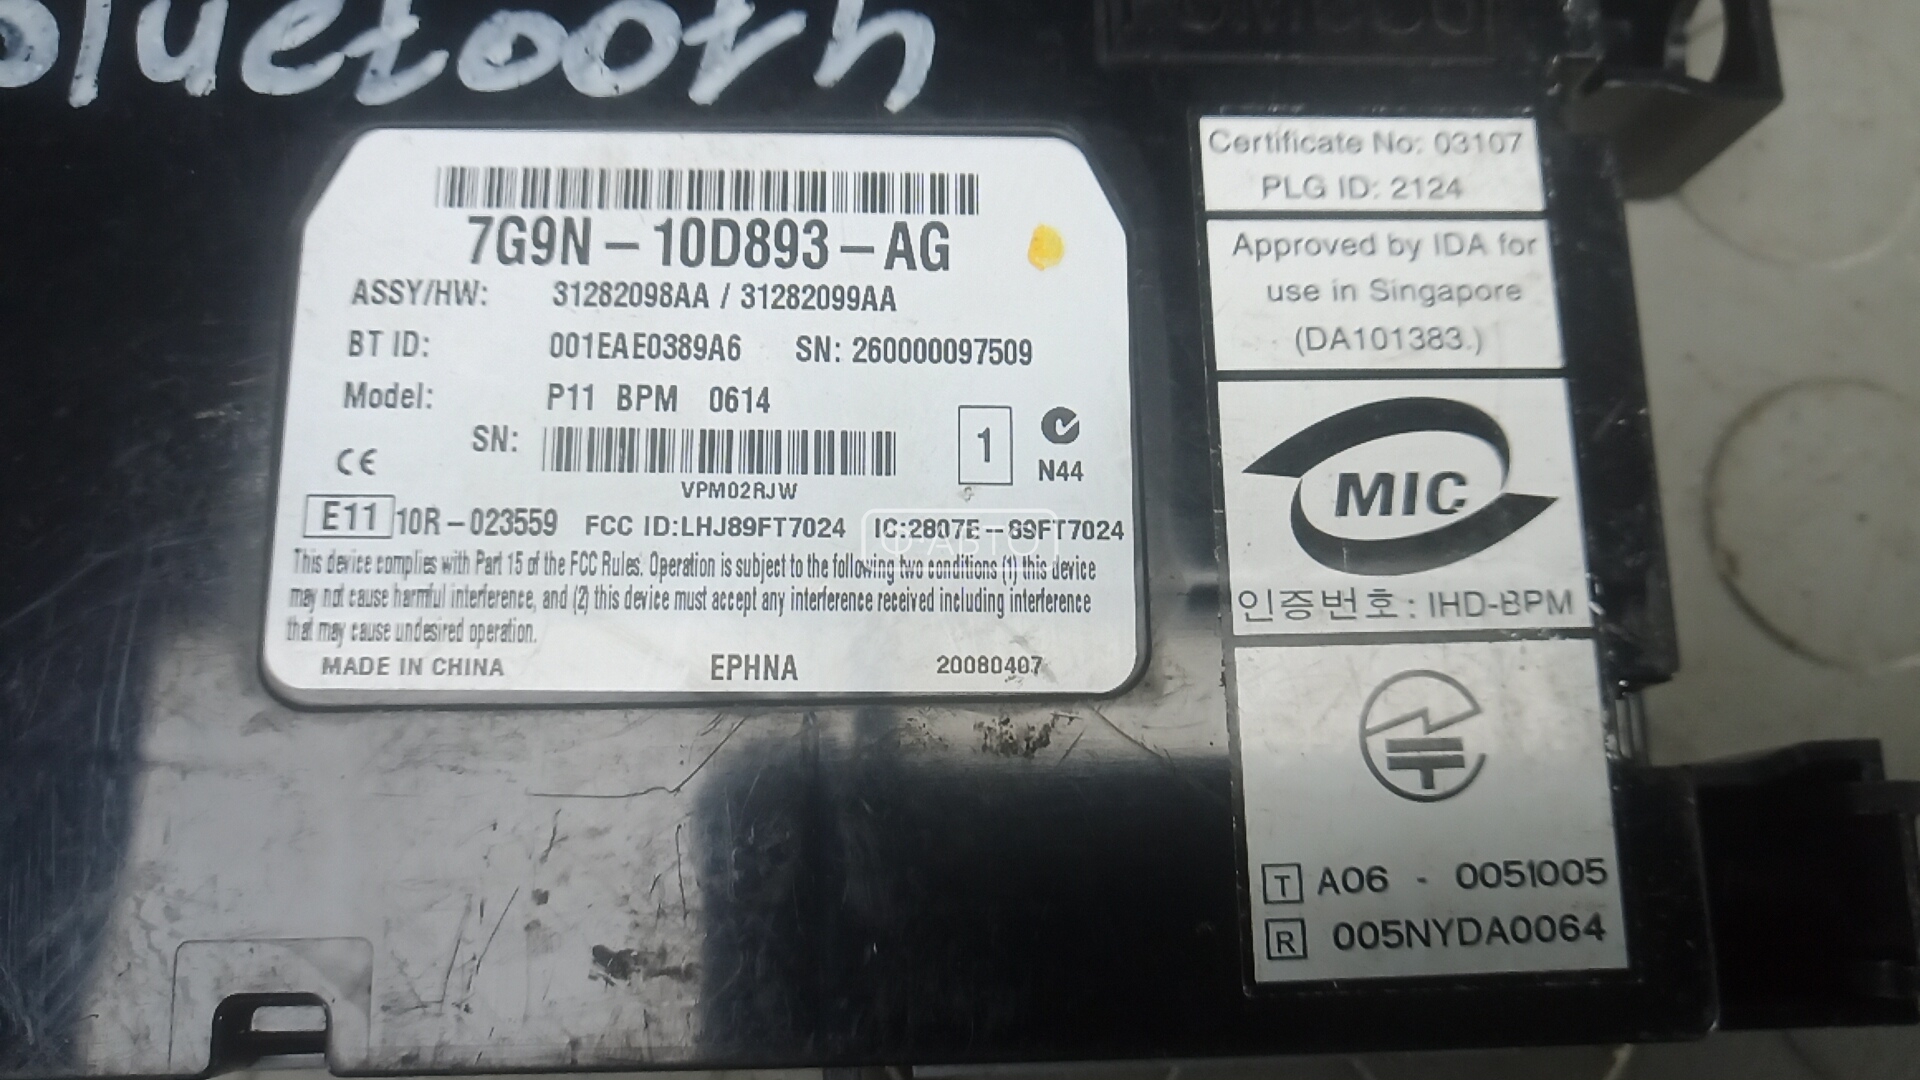 bluetooth
7G9N-10D893-AG
ASSY/HW: 31282098AA / 31282099AA
BT ID: 001EAE0389A6 SN: 260000097509
Model: P11 BPM 0614
SN:
VPM02RJW
1
N44
CE
E11 10R-023559 FCC ID:LHJ89FT7024 IC:2807E-89FT7024
This device complies with Part 15 of the FCC Rules. Operation is subject to the following two conditions (1) this device
may not cause harmful interference, and (2) this device must accept any interference received including interference
that may cause undesired operation.
MADE IN CHINA EPHNA 20080407
Certificate No: 03107
PLG ID: 2124
Approved by IDA for
use in Singapore
(DA101383.)
MIC
인증번호 : IHD-BPM
T A06 - 0051005
R 005NYDA0064